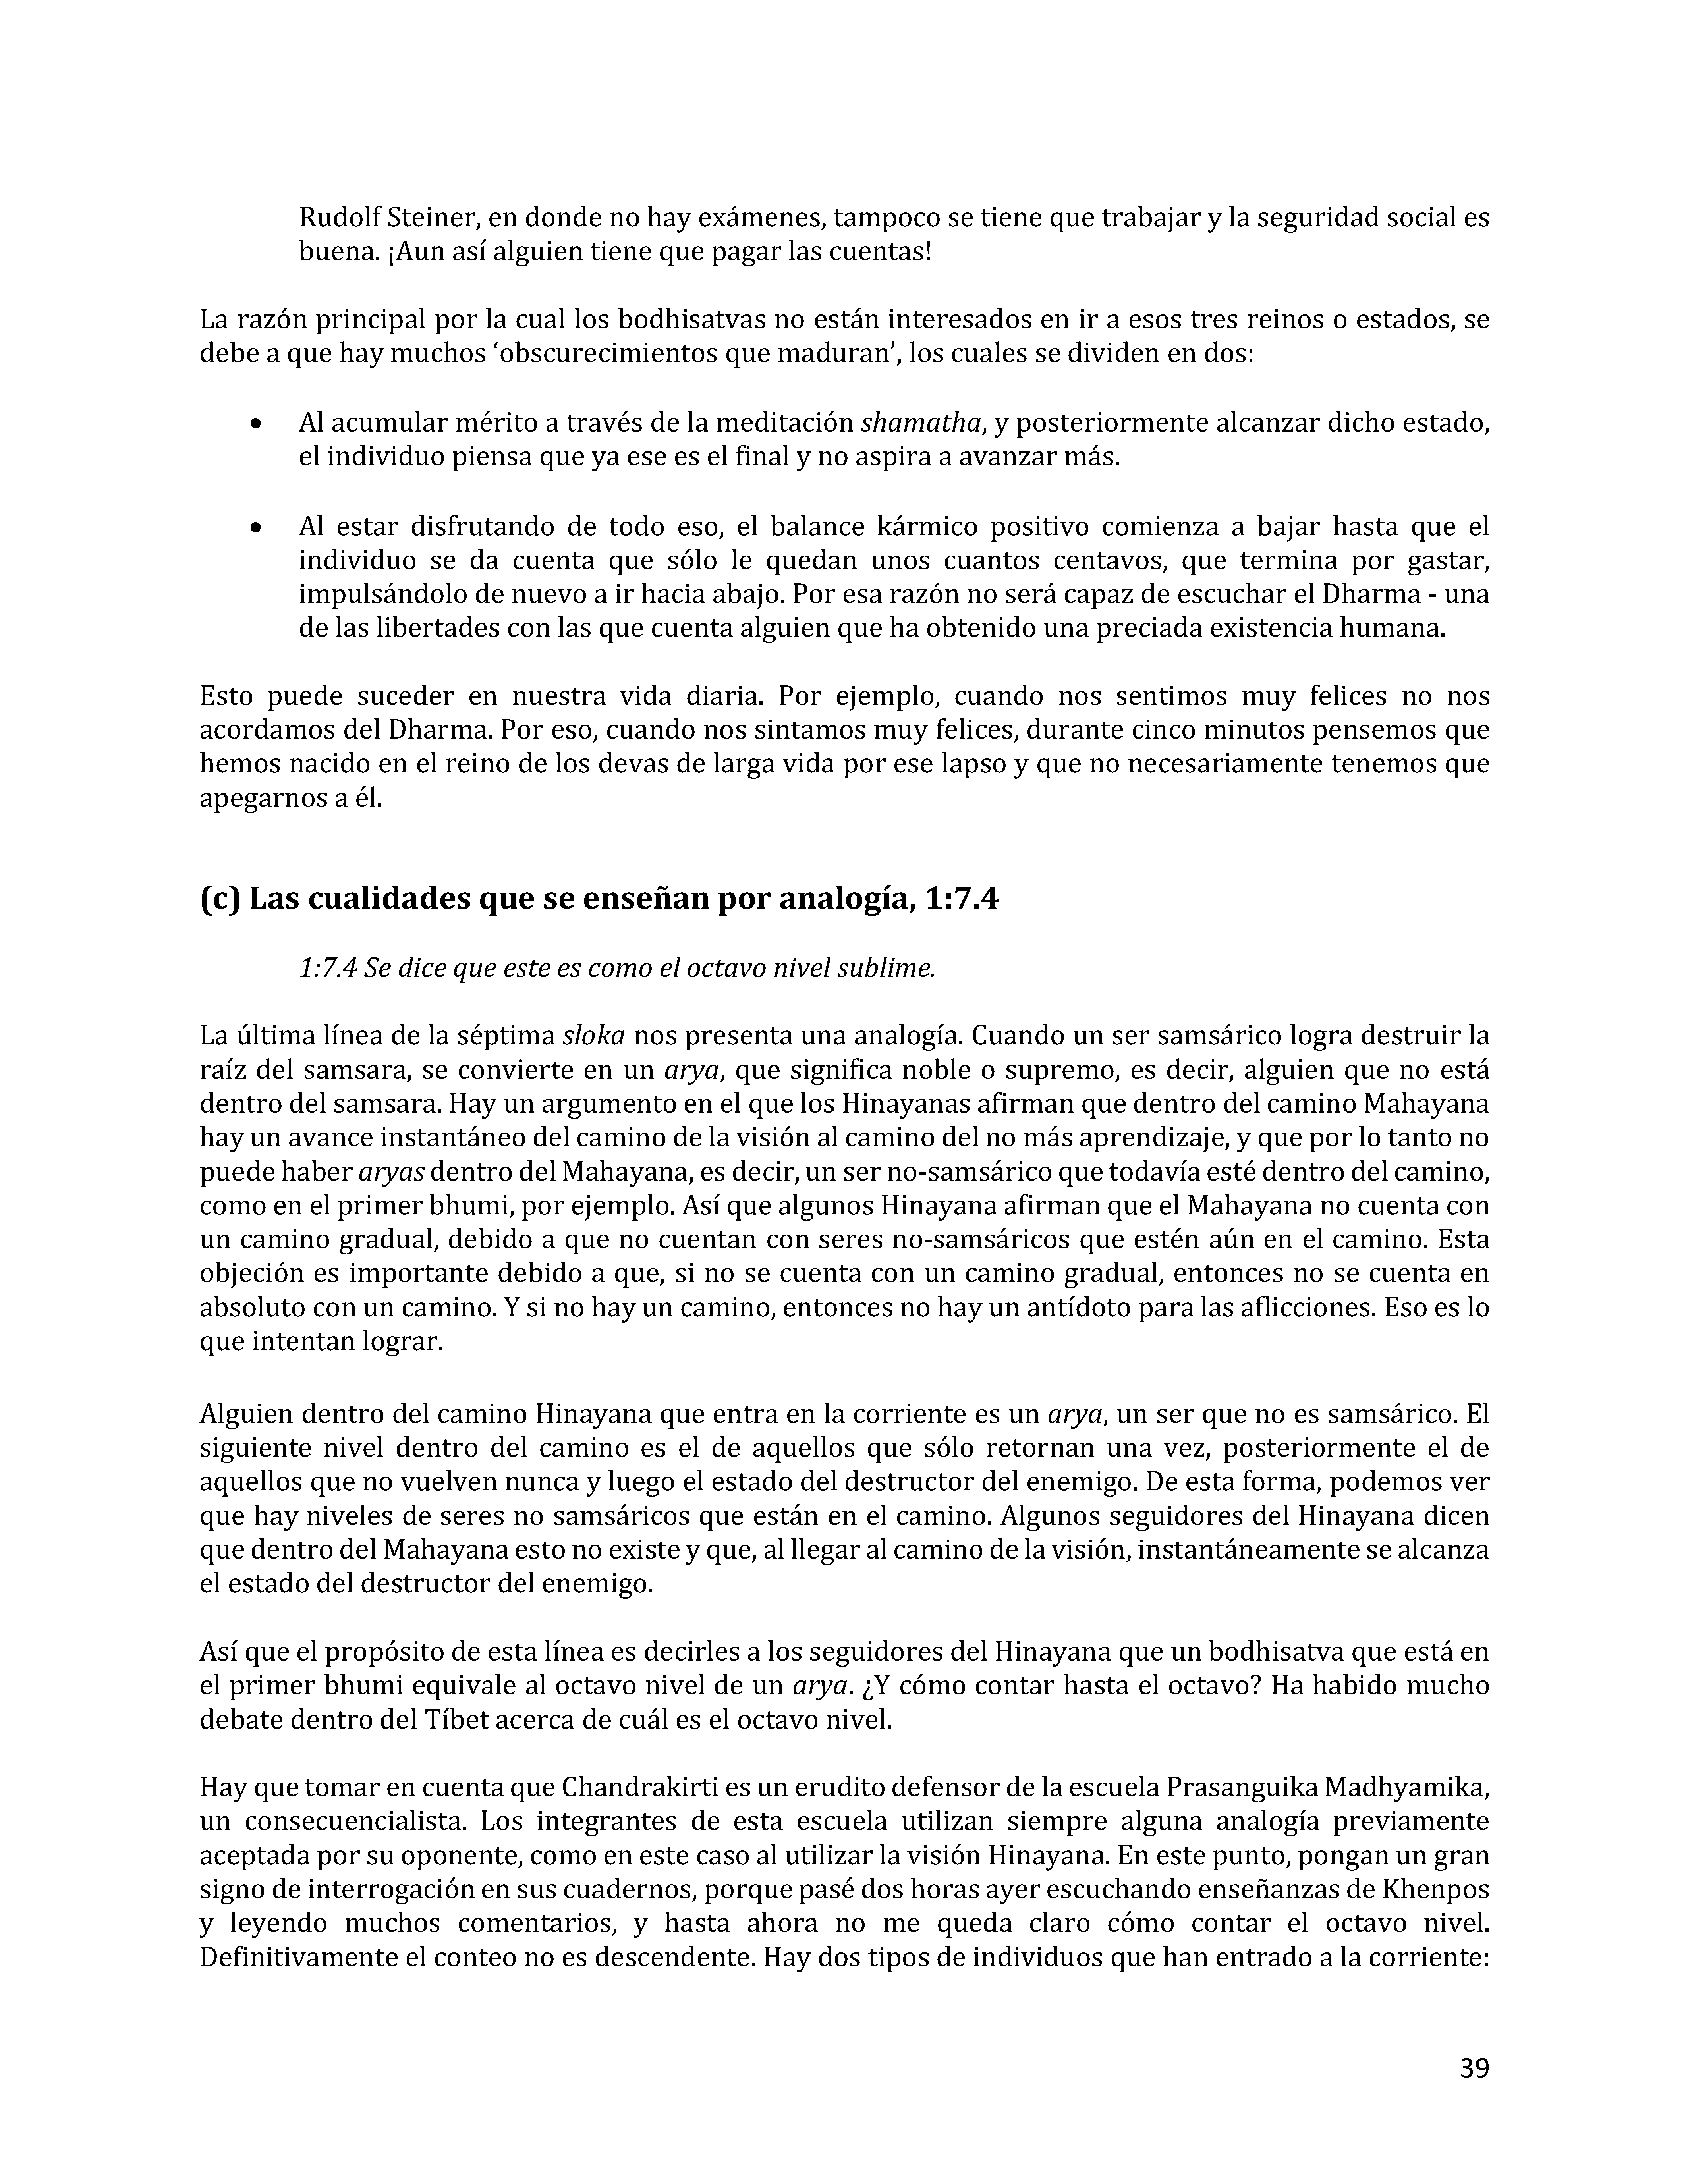 Rudolf Steiner, en donde no hay exámenes, tampoco se tiene que trabajar y la seguridad social es
buena. ¡Aun así alguien tiene que pagar las cuentas!
La razón principal por la cual los bodhisatvas no están interesados en ir a esos tres reinos o estados, se
debe a que hay muchos ‘obscurecimientos que maduran’, los cuales se dividen en dos:
• Al acumular mérito a través de la meditación shamatha, y posteriormente alcanzar dicho estado,
el individuo piensa que ya ese es el final y no aspira a avanzar más.
• Al estar disfrutando de todo eso, el balance kármico positivo comienza a bajar hasta que el
individuo se da cuenta que sólo le quedan unos cuantos centavos, que termina por gastar,
impulsándolo de nuevo a ir hacia abajo. Por esa razón no será capaz de escuchar el Dharma - una
de las libertades con las que cuenta alguien que ha obtenido una preciada existencia humana.
Esto puede suceder en nuestra vida diaria. Por ejemplo, cuando nos sentimos muy felices no nos
acordamos del Dharma. Por eso, cuando nos sintamos muy felices, durante cinco minutos pensemos que
hemos nacido en el reino de los devas de larga vida por ese lapso y que no necesariamente tenemos que
apegarnos a él.
(c) Las cualidades que se enseñan por analogía, 1:7.4
1:7.4 Se dice que este es como el octavo nivel sublime.
La última línea de la séptima sloka nos presenta una analogía. Cuando un ser samsárico logra destruir la
raíz del samsara, se convierte en un arya, que significa noble o supremo, es decir, alguien que no está
dentro del samsara. Hay un argumento en el que los Hinayanas afirman que dentro del camino Mahayana
hay un avance instantáneo del camino de la visión al camino del no más aprendizaje, y que por lo tanto no
puede haber aryas dentro del Mahayana, es decir, un ser no-samsárico que todavía esté dentro del camino,
como en el primer bhumi, por ejemplo. Así que algunos Hinayana afirman que el Mahayana no cuenta con
un camino gradual, debido a que no cuentan con seres no-samsáricos que estén aún en el camino. Esta
objeción es importante debido a que, si no se cuenta con un camino gradual, entonces no se cuenta en
absoluto con un camino. Y si no hay un camino, entonces no hay un antídoto para las aflicciones. Eso es lo
que intentan lograr.
Alguien dentro del camino Hinayana que entra en la corriente es un arya, un ser que no es samsárico. El
siguiente nivel dentro del camino es el de aquellos que sólo retornan una vez, posteriormente el de
aquellos que no vuelven nunca y luego el estado del destructor del enemigo. De esta forma, podemos ver
que hay niveles de seres no samsáricos que están en el camino. Algunos seguidores del Hinayana dicen
que dentro del Mahayana esto no existe y que, al llegar al camino de la visión, instantáneamente se alcanza
el estado del destructor del enemigo.
Así que el propósito de esta línea es decirles a los seguidores del Hinayana que un bodhisatva que está en
el primer bhumi equivale al octavo nivel de un arya. ¿Y cómo contar hasta el octavo? Ha habido mucho
debate dentro del Tíbet acerca de cuál es el octavo nivel.
Hay que tomar en cuenta que Chandrakirti es un erudito defensor de la escuela Prasanguika Madhyamika,
un consecuencialista. Los integrantes de esta escuela utilizan siempre alguna analogía previamente
aceptada por su oponente, como en este caso al utilizar la visión Hinayana. En este punto, pongan un gran
signo de interrogación en sus cuadernos, porque pasé dos horas ayer escuchando enseñanzas de Khenpos
y leyendo muchos comentarios, y hasta ahora no me queda claro cómo contar el octavo nivel.
Definitivamente el conteo no es descendente. Hay dos tipos de individuos que han entrado a la corriente:
39